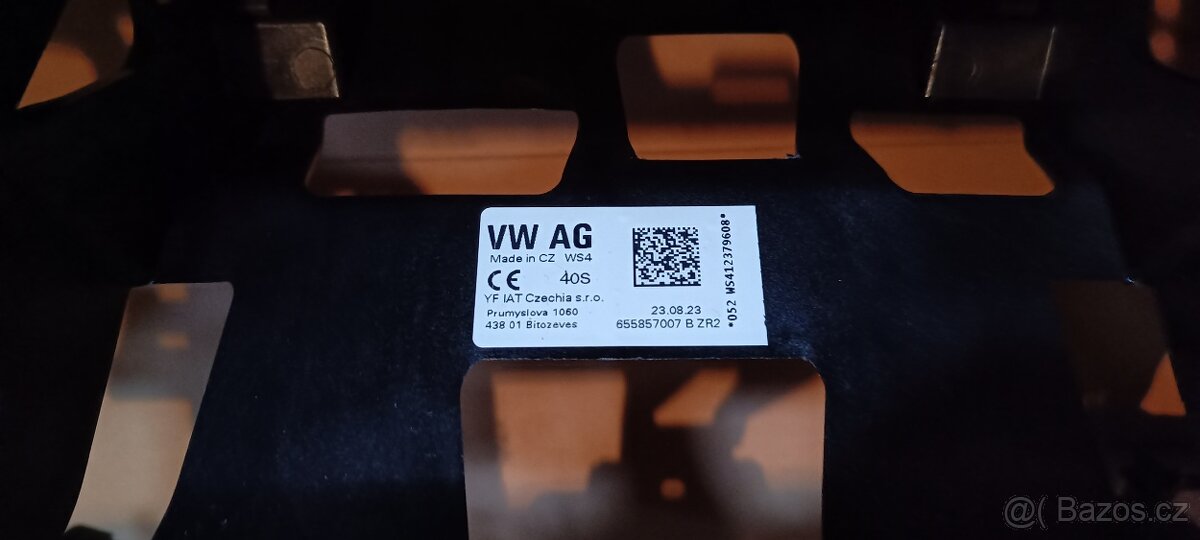 VW AG
Made in CZ WS4
CE 40S
YF IAT Czechia s.r.o.
Prumyslova 1060
438 01 Bitozeves
23.08.23
655857007 B ZR2
*052 WS412379608*
@( Bazos.cz